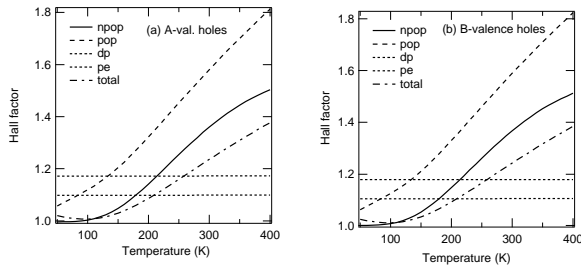 (a) A-val. holes
npop
pop
dp
pe
total
Hall factor
1.8
1.6
1.4
1.2
1.0
100
200
300
400
Temperature (K)
(b) B-valence holes
npop
pop
dp
pe
total
Hall factor
1.8
1.6
1.4
1.2
1.0
100
200
300
400
Temperature (K)